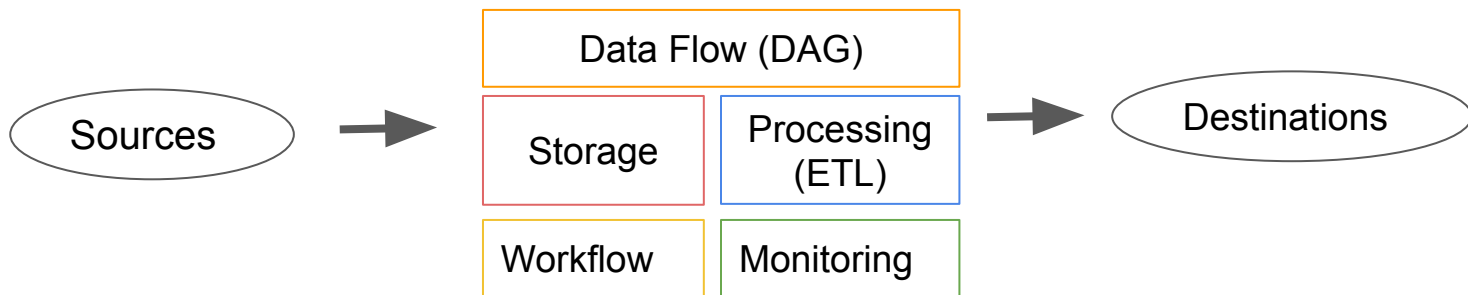 Data Flow (DAG)
Sources
Storage
Processing
(ETL)
Destinations
Workflow
Monitoring